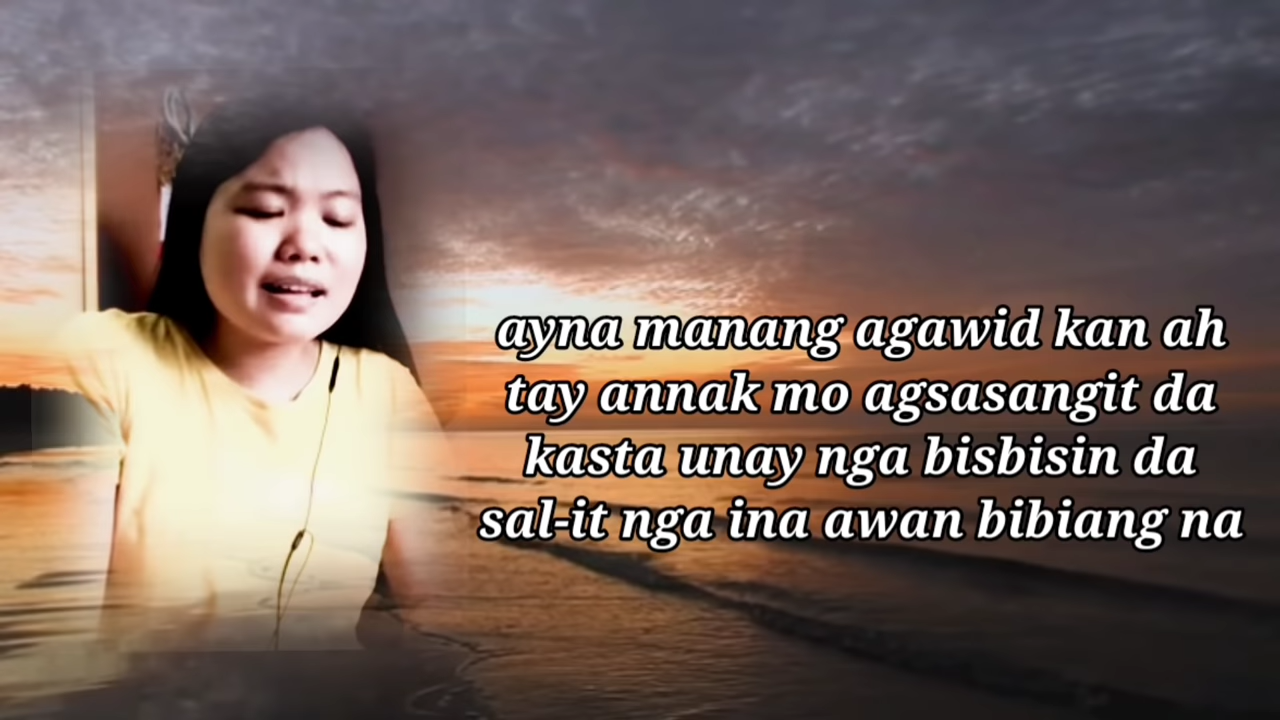 ayna manang agawid kan ah
tay annak mo agsasangit da
kasta unay nga bisbisin da
sal-it nga ina awan bibiang na